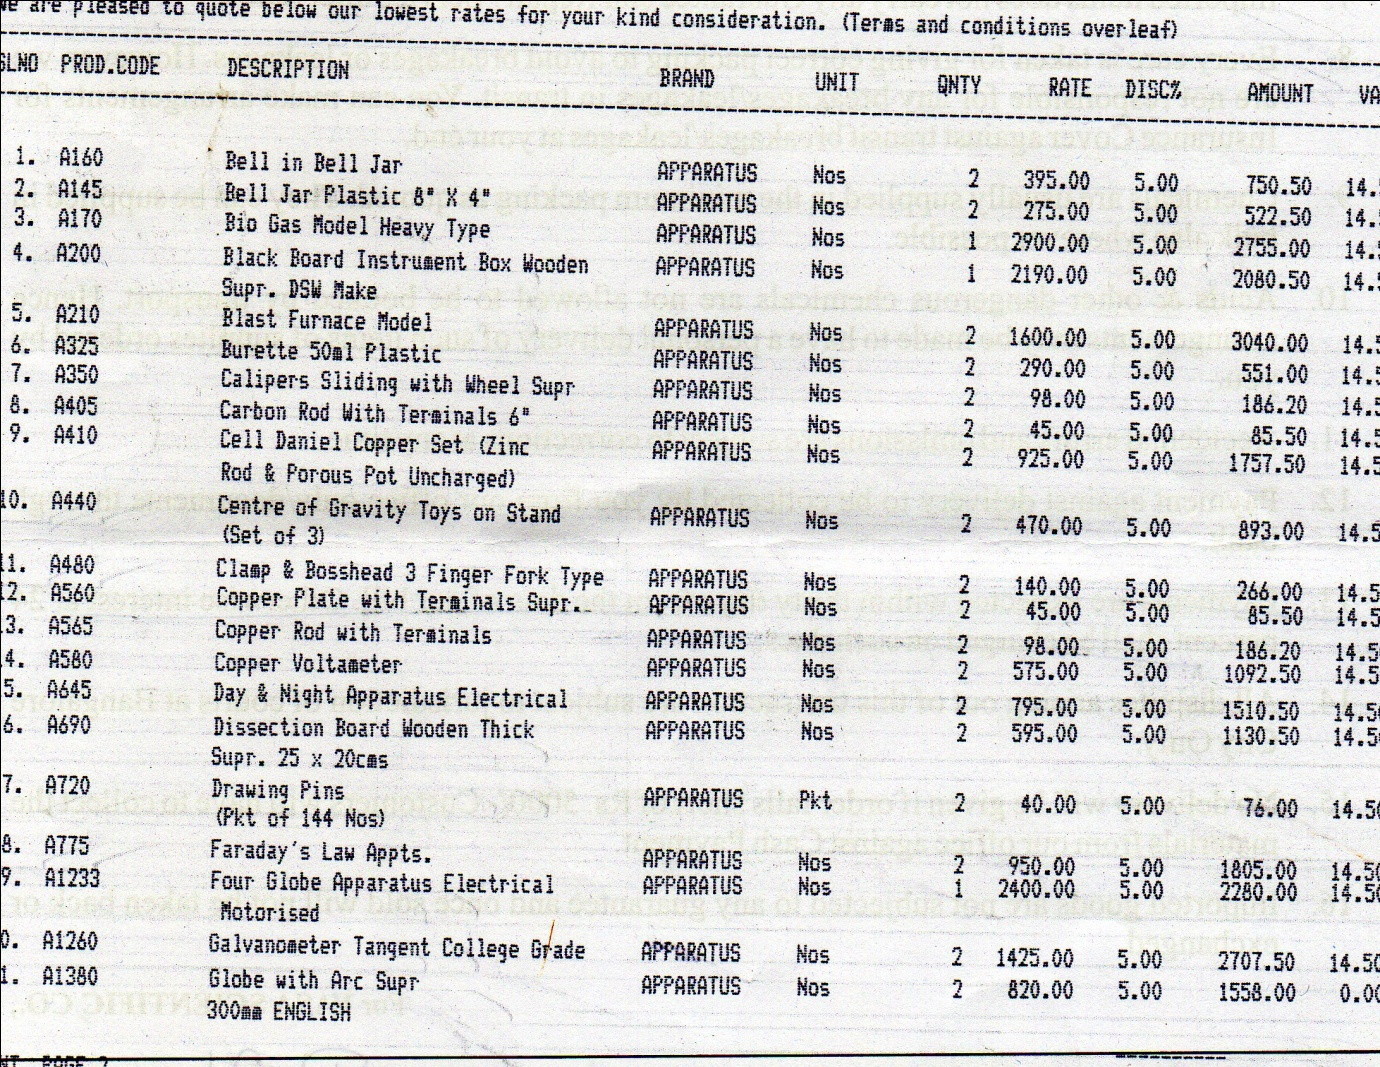 we are pleased to quote below our lowest rates for your kind consideration. (Terms and conditions overleaf)
SLNO PROD.CODE DESCRIPTION BRAND UNIT QNTY RATE DISC% AMOUNT VA
1. A160 Bell in Bell Jar APPARATUS Nos 2 395.00 5.00 750.50 14.5
2. A145 Bell Jar Plastic 8" X 4" APPARATUS Nos 2 275.00 5.00 522.50 14.5
3. A170 Bio Gas Model Heavy Type APPARATUS Nos 1 2900.00 5.00 2755.00 14.5
4. A200 Black Board Instrument Box Wooden APPARATUS Nos 1 2190.00 5.00 2080.50 14.5
Supr. DSW Make
5. A210 Blast Furnace Model APPARATUS Nos 2 1600.00 5.00 3040.00 14.5
6. A325 Burette 50ml Plastic APPARATUS Nos 2 290.00 5.00 551.00 14.5
7. A350 Calipers Sliding with Wheel Supr APPARATUS Nos 2 98.00 5.00 186.20 14.5
8. A405 Carbon Rod With Terminals 6" APPARATUS Nos 2 45.00 5.00 85.50 14.5
9. A410 Cell Daniel Copper Set (Zinc APPARATUS Nos 2 925.00 5.00 1757.50 14.5
Rod & Porous Pot Uncharged)
10. A440 Centre of Gravity Toys on Stand APPARATUS Nos 2 470.00 5.00 893.00 14.5
(Set of 3)
11. A480 Clamp & Bosshead 3 Finger Fork Type APPARATUS Nos 2 140.00 5.00 266.00 14.5
12. A560 Copper Plate with Terminals Supr. APPARATUS Nos 2 45.00 5.00 85.50 14.5
3. A565 Copper Rod with Terminals APPARATUS Nos 2 98.00 5.00 186.20 14.50
4. A580 Copper Voltameter APPARATUS Nos 2 575.00 5.00 1092.50 14.50
5. A645 Day & Night Apparatus Electrical APPARATUS Nos 2 795.00 5.00 1510.50 14.50
6. A690 Dissection Board Wooden Thick APPARATUS Nos 2 595.00 5.00 1130.50 14.50
Supr. 25 x 20cms
7. A720 Drawing Pins APPARATUS Pkt 2 40.00 5.00 76.00 14.50
(Pkt of 144 Nos)
8. A775 Faraday's Law Appts. APPARATUS Nos 2 950.00 5.00 1805.00 14.50
9. A1233 Four Globe Apparatus Electrical APPARATUS Nos 1 2400.00 5.00 2280.00 14.50
Motorised
0. A1260 Galvanometer Tangent College Grade APPARATUS Nos 2 1425.00 5.00 2707.50 14.50
1. A1380 Globe with Arc Supr APPARATUS Nos 2 820.00 5.00 1558.00 0.00
300mm ENGLISH